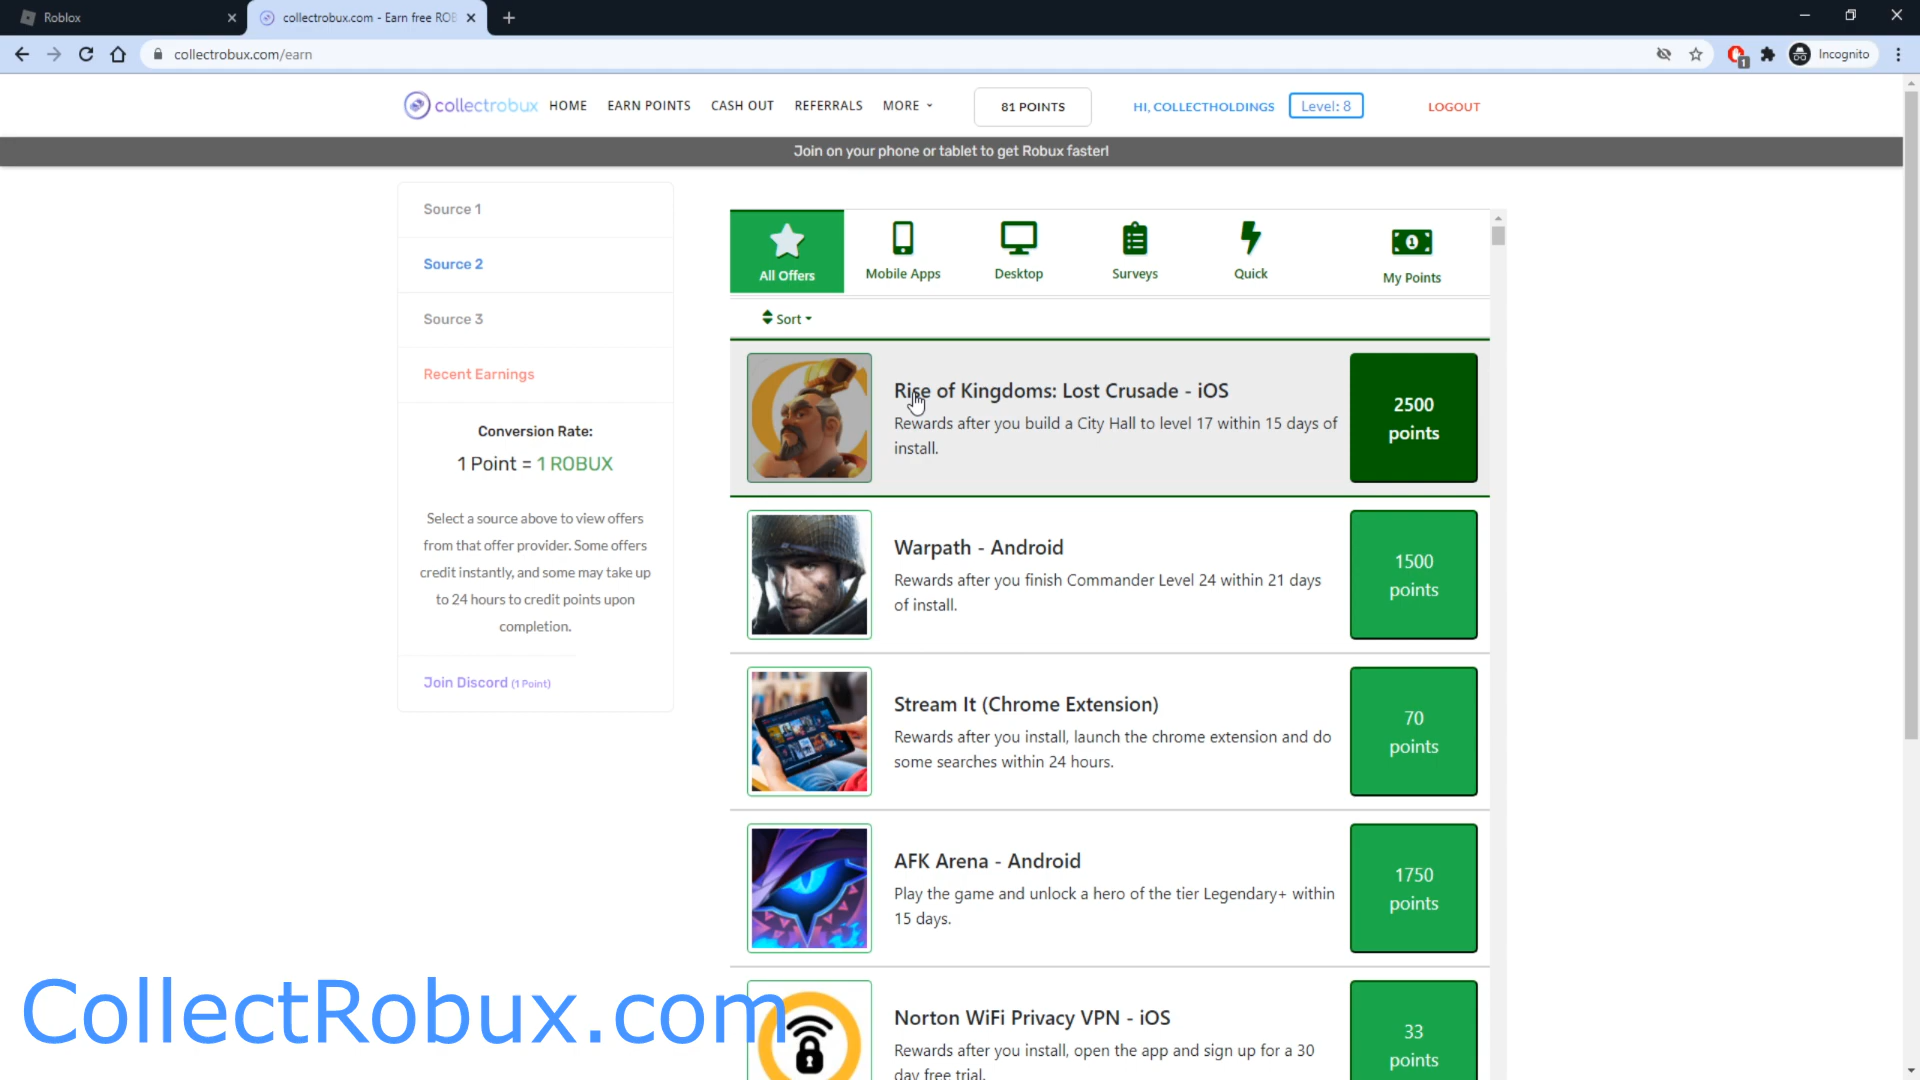 Roblox
collectrobux.com - Earn free ROB
collectrobux.com/earn
1
Incognito
collectrobux
HOME
EARN POINTS
CASH OUT
REFERRALS
MORE
81 POINTS
HI, COLLECTHOLDINGS
Level: 8
LOGOUT
Join on your phone or tablet to get Robux faster!
Source 1
Source 2
Source 3
Recent Earnings
Conversion Rate:
1 Point = 1 ROBUX
Select a source above to view offers
from that offer provider. Some offers
credit instantly, and some may take up
to 24 hours to credit points upon
completion.
Join Discord (1 Point)
All Offers
Mobile Apps
Desktop
Surveys
Quick
1
My Points
Sort
Rise of Kingdoms: Lost Crusade - iOS
Rewards after you build a City Hall to level 17 within 15 days of
install.
2500
points
Warpath - Android
Rewards after you finish Commander Level 24 within 21 days
of install.
1500
points
Stream It (Chrome Extension)
Rewards after you install, launch the chrome extension and do
some searches within 24 hours.
70
points
AFK Arena - Android
Play the game and unlock a hero of the tier Legendary+ within
15 days.
1750
points
Norton WiFi Privacy VPN - iOS
Rewards after you install, open the app and sign up for a 30
day free trial.
33
points
CollectRobux.com